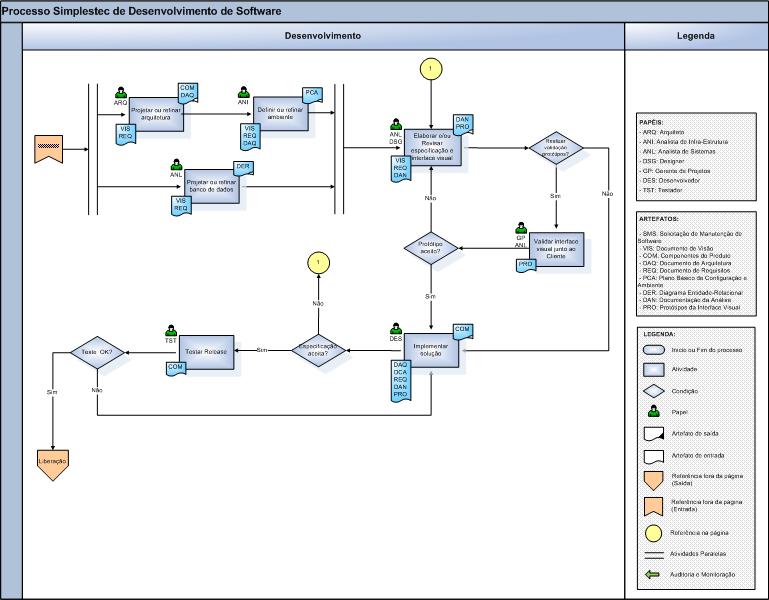 Processo Simplestec de Desenvolvimento de Software
Desenvolvimento
Legenda
1
ARQ
COM
DAQ
Projetar ou refinar
arquitetura
VIS
REQ
ANI
PCA
Definir ou refinar
ambiente
VIS
REQ
DAQ
ANL
DER
Projetar ou refinar
banco de dados
VIS
REQ
ANL
DSG
DAN
PRO
Elaborar e/ou
Revisar
especificação e
interface visual
VIS
REQ
DAN
Realizar
validação
protótipos?
Sim
Não
GP
ANL
Validar interface
visual junto ao
Cliente
PRO
Protótipo
aceito?
Não
Sim
1
Não
DES
COM
Implementar
solução
DAQ
DCA
REQ
DAN
PRO
Especificação
aceita?
Sim
TST
Testar Release
COM
Teste OK?
Sim
Não
Liberação
PAPÉIS:
- ARQ: Arquiteto
- ANI: Analista de Infra-Estrutura
- ANL: Analista de Sistemas
- DSG: Designer
- GP: Gerente de Projetos
- DES: Desenvolvedor
- TST: Testador
ARTEFATOS:
- SMS: Solicitação de Manutenção de
Software
- VIS: Documento de Visão
- COM: Componentes do Produto
- DAQ: Documento de Arquitetura
- REQ: Documento de Requisitos
- PCA: Plano Básico de Configuração e
Ambiente
- DER: Diagrama Entidade-Relacional
- DAN: Documentação da Análise
- PRO: Protótipos da Interface Visual
LEGENDA:
Início ou Fim do processo
Atividade
Condição
Papel
Artefato de saída
Artefato de entrada
Referência fora da página
(Saída)
Referência fora da página
(Entrada)
Referência na página
Atividades Paralelas
Auditoria e Monitoração